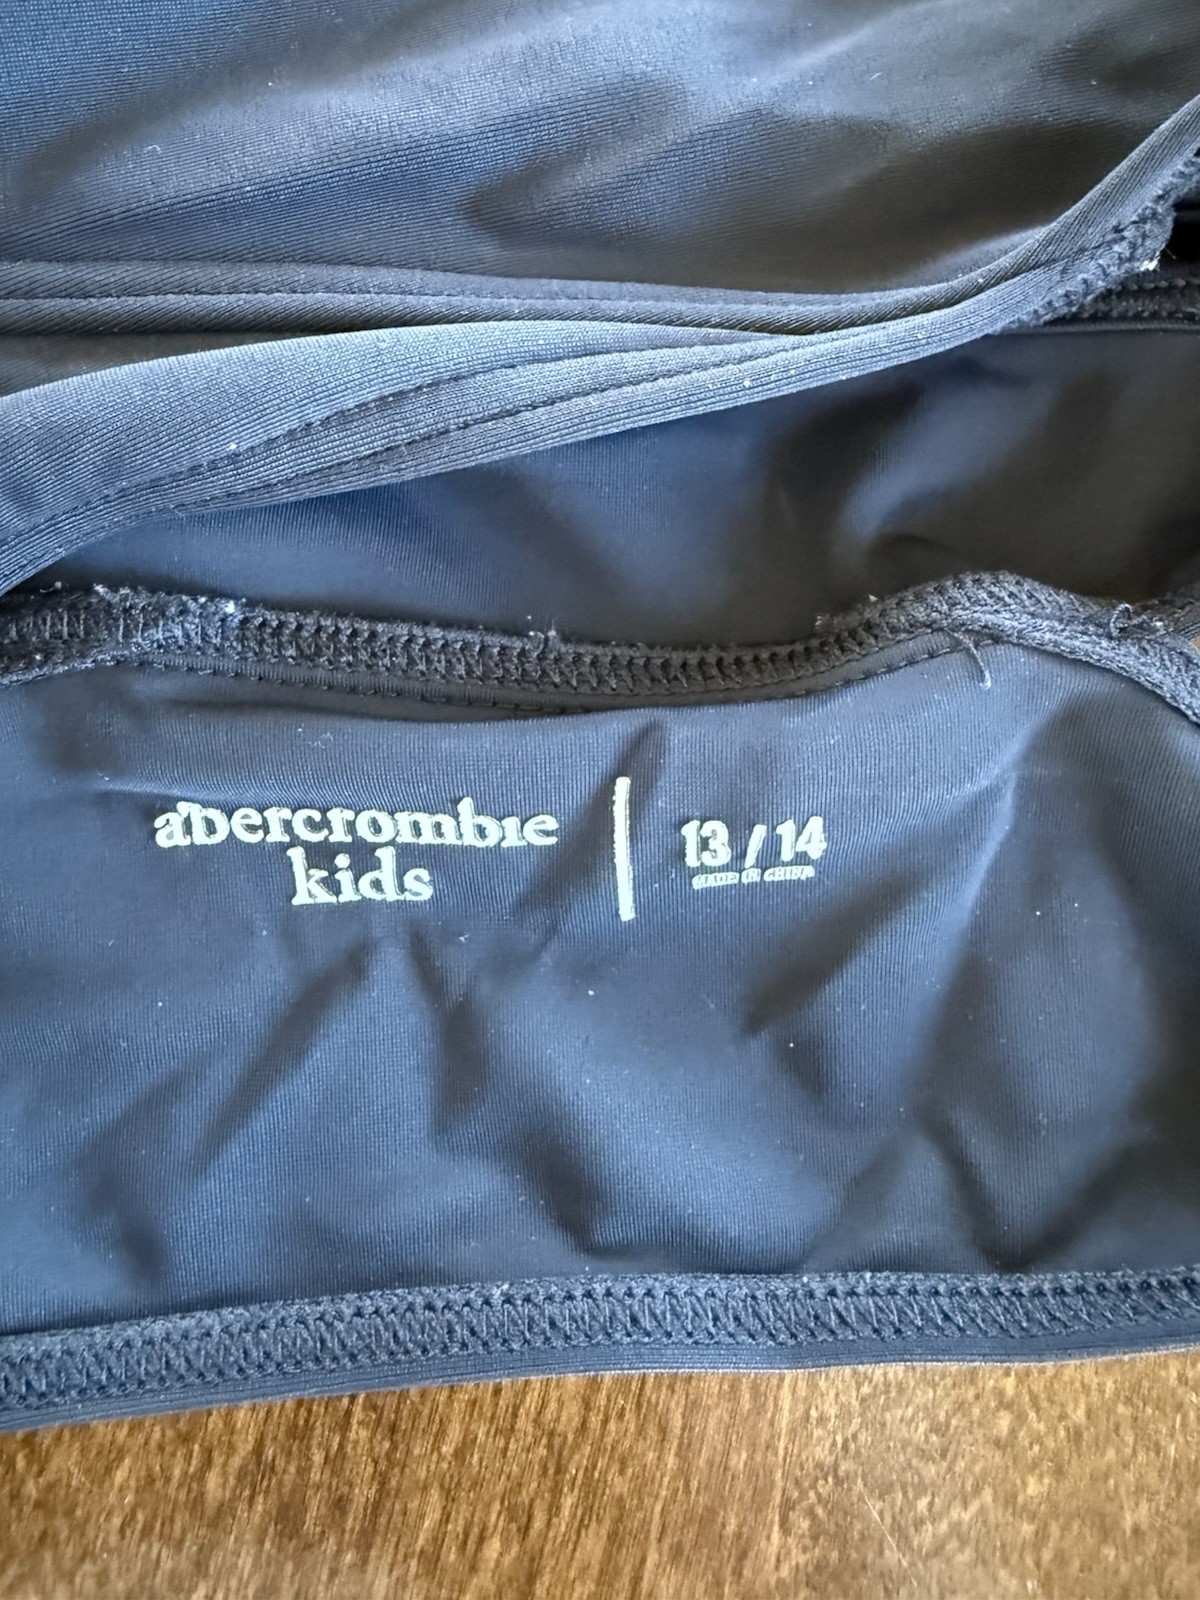 abercrombie
kids
13 / 14
MADE IN CHINA